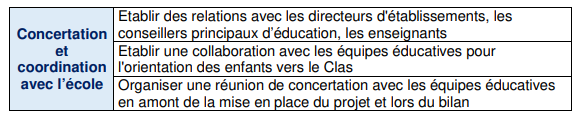 Concertation
et
coordination
avec l'école
Etablir des relations avec les directeurs d'établissements, les
conseillers principaux d'éducation, les enseignants
Etablir une collaboration avec les équipes éducatives pour
l'orientation des enfants vers le Clas
Organiser une réunion de concertation avec les équipes éducatives
en amont de la mise en place du projet et lors du bilan